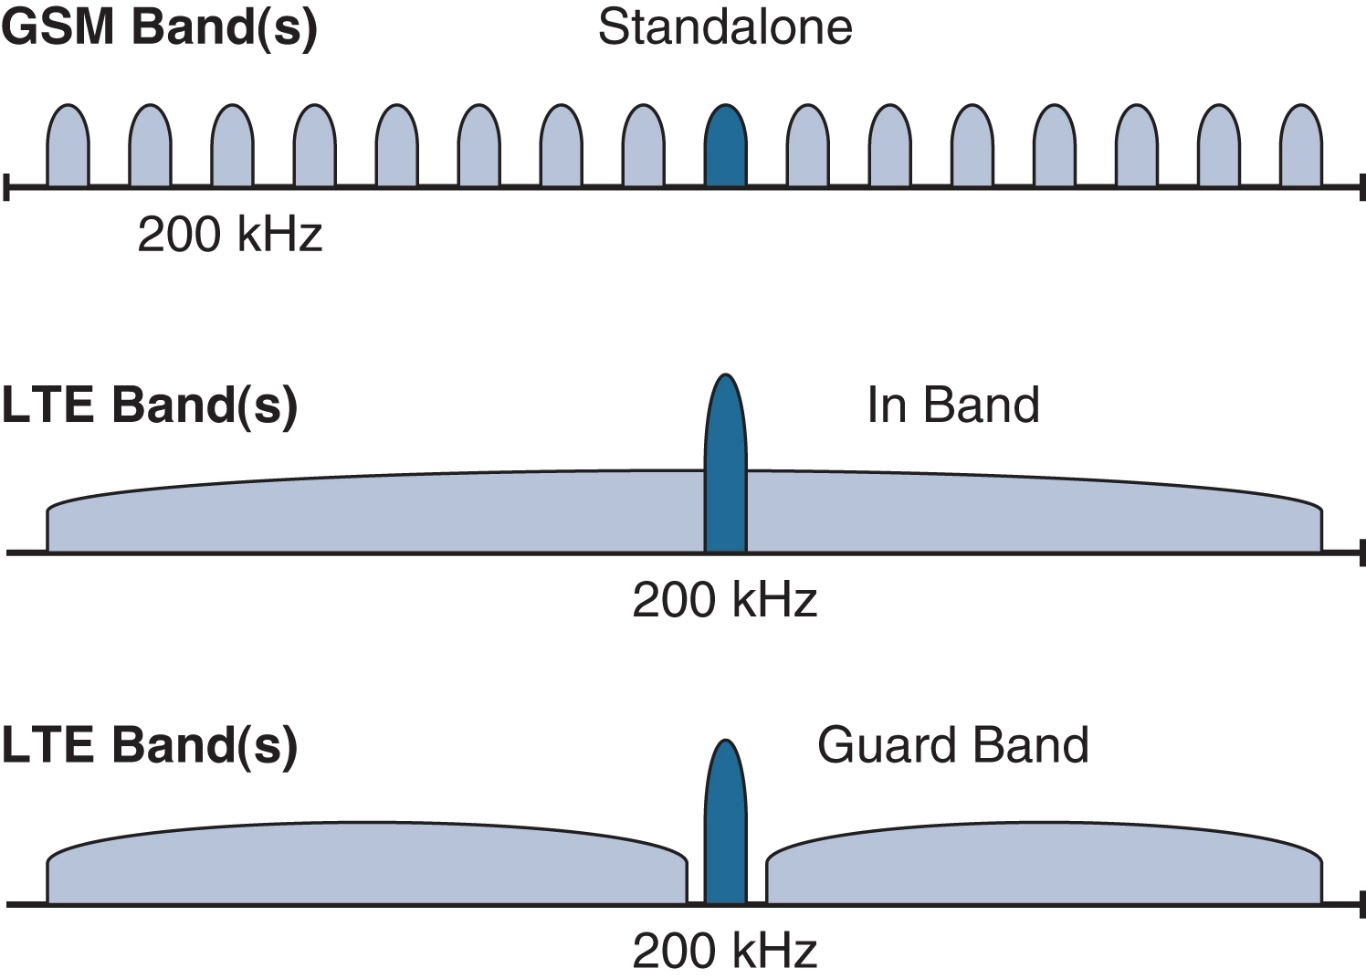 GSM Band(s) Standalone
200 kHz
LTE Band(s) In Band
200 kHz
LTE Band(s) Guard Band
200 kHz